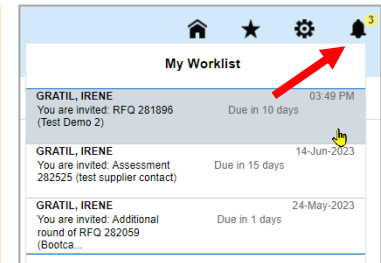 3
My Worklist
GRATIL, IRENE 03:49 PM
You are invited: RFQ 281896 Due in 10 days
(Test Demo 2)
GRATIL, IRENE 14-Jun-2023
You are invited: Assessment Due in 15 days
282525 (test supplier contact)
GRATIL, IRENE 24-May-2023
You are invited: Additional Due in 1 days
round of RFQ 282059
(Bootca...